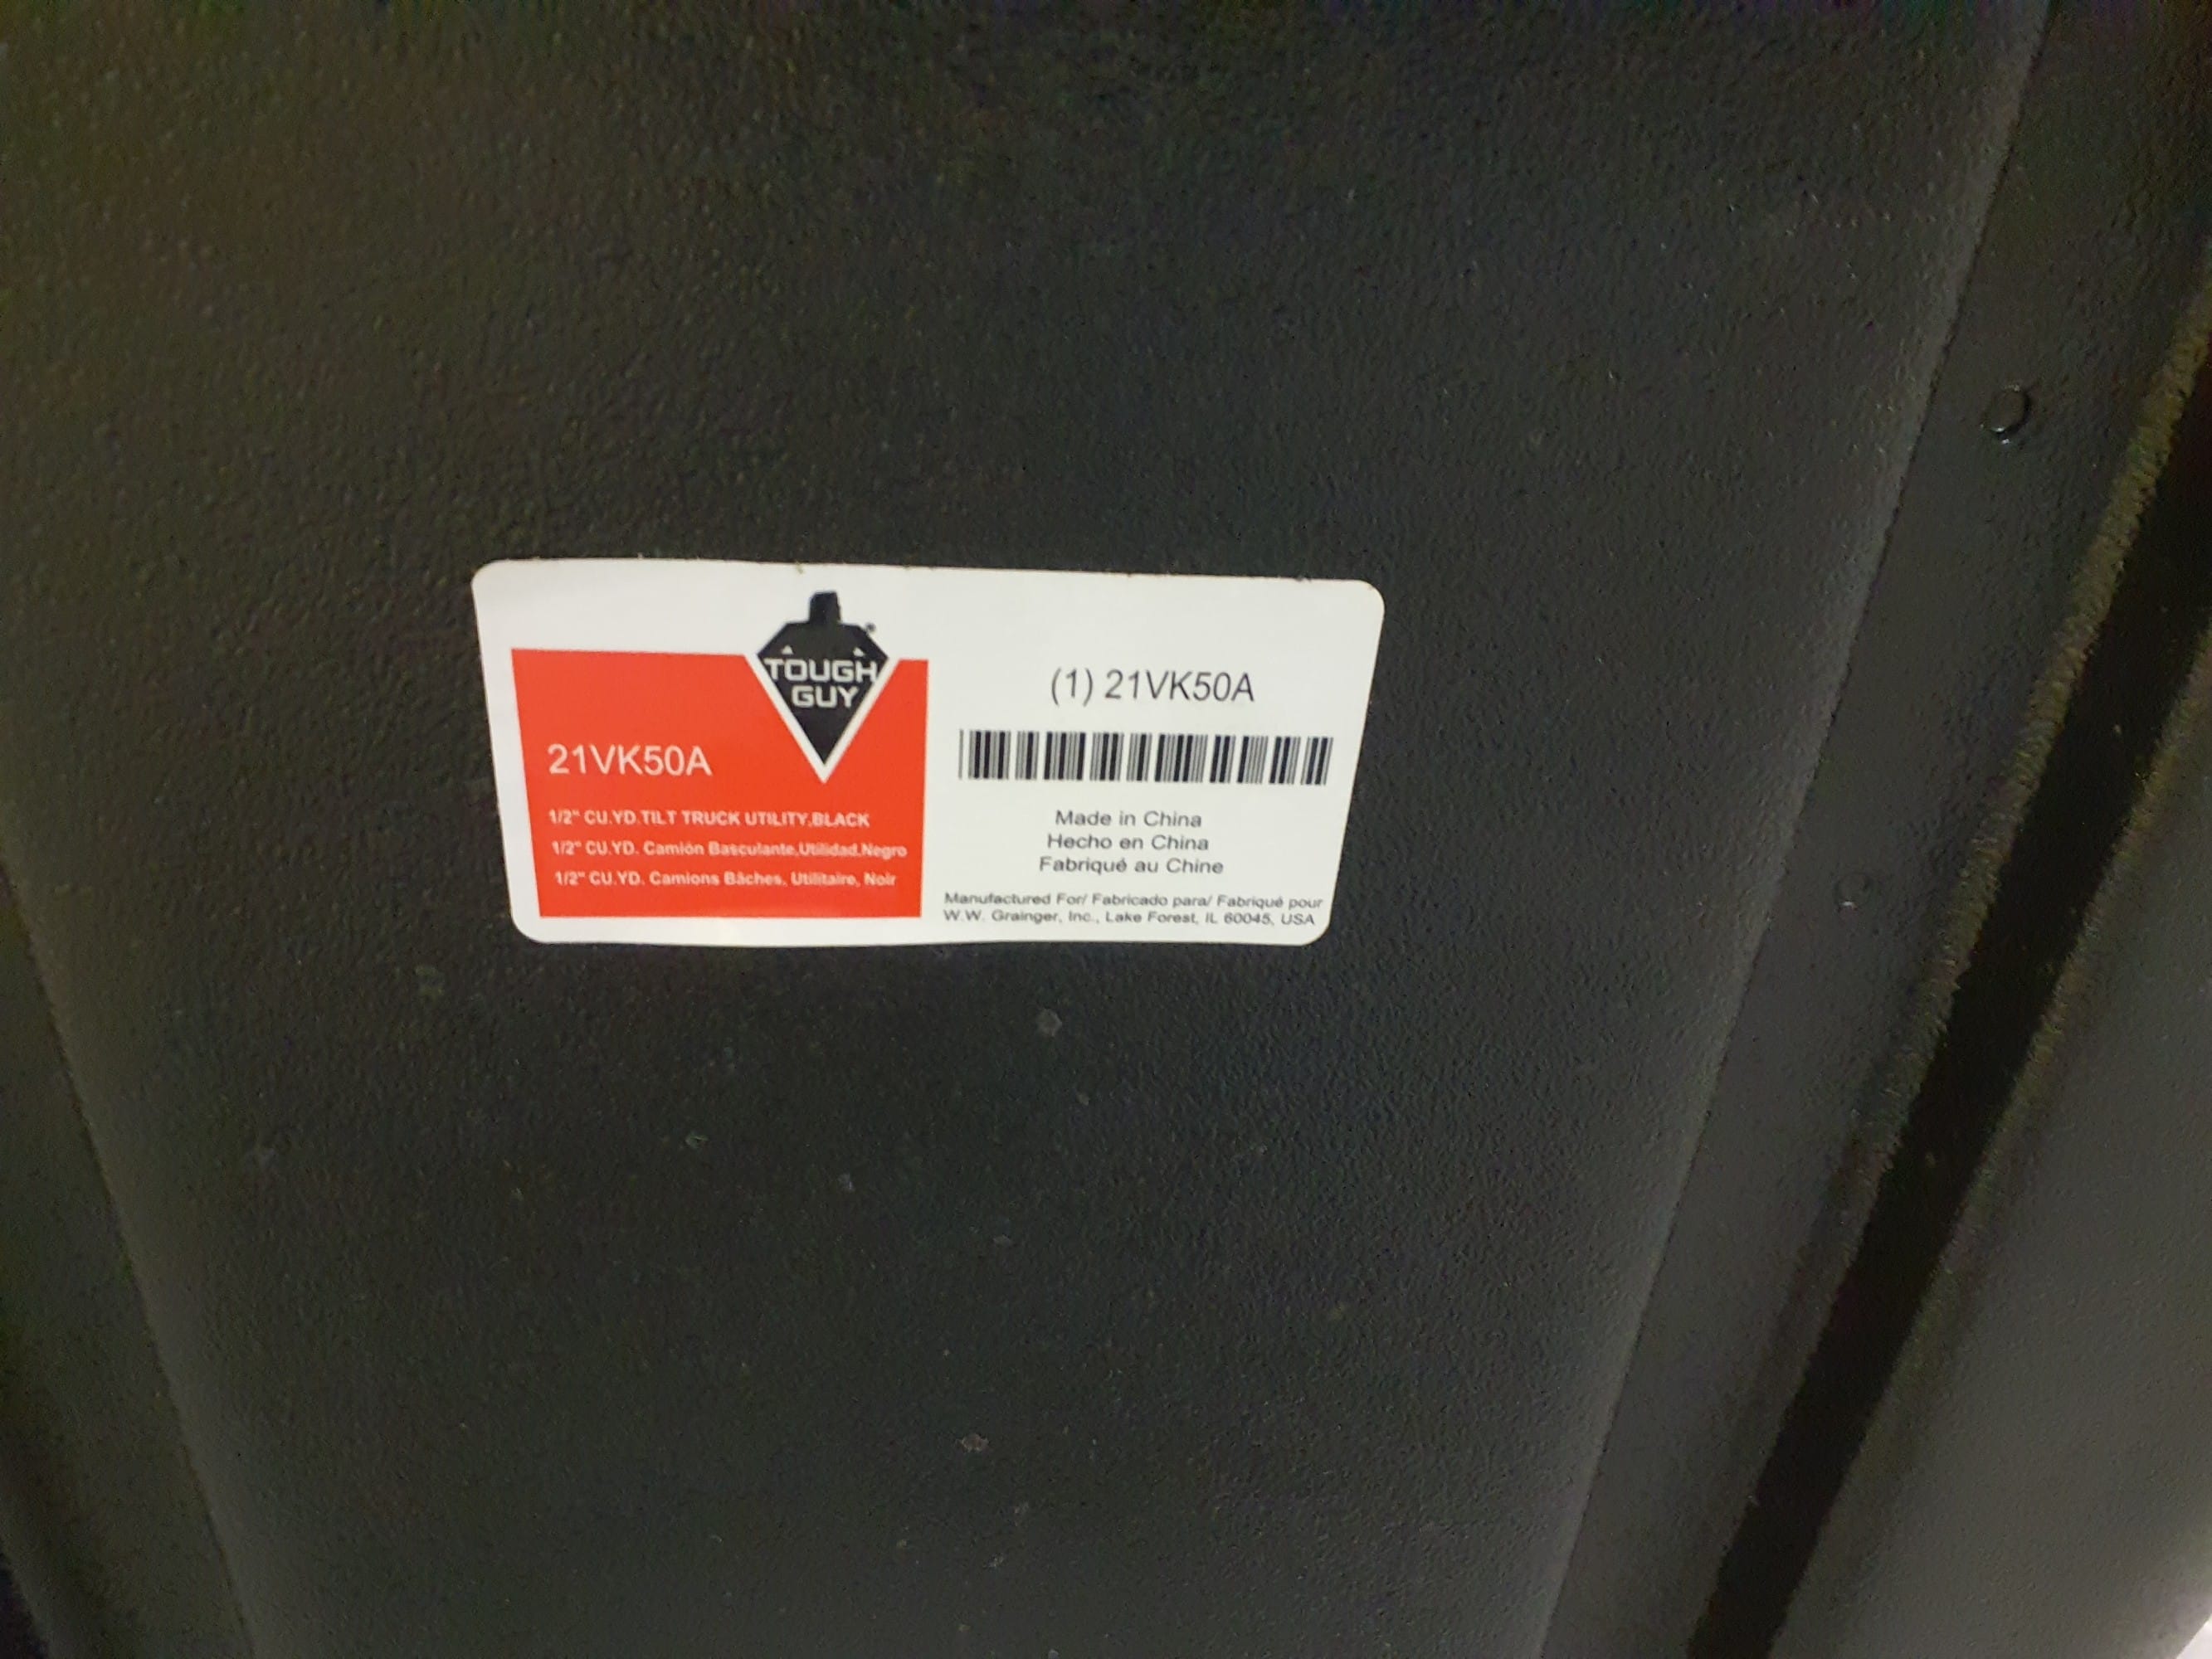 TOUGH
GUY
21VK50A
1/2" CU.YD.TILT TRUCK UTILITY,BLACK
1/2" CU.YD. Camión Basculante,Utilidad.Negro
1/2" CU.YD. Camions Bâches, Utilitaire, Noir
(1) 21VK50A
Made in China
Hecho en China
Fabriqué au Chine
Manufactured For/ Fabricado para/ Fabriqué pour
W.W. Grainger, Inc., Lake Forest, IL 60045, USA